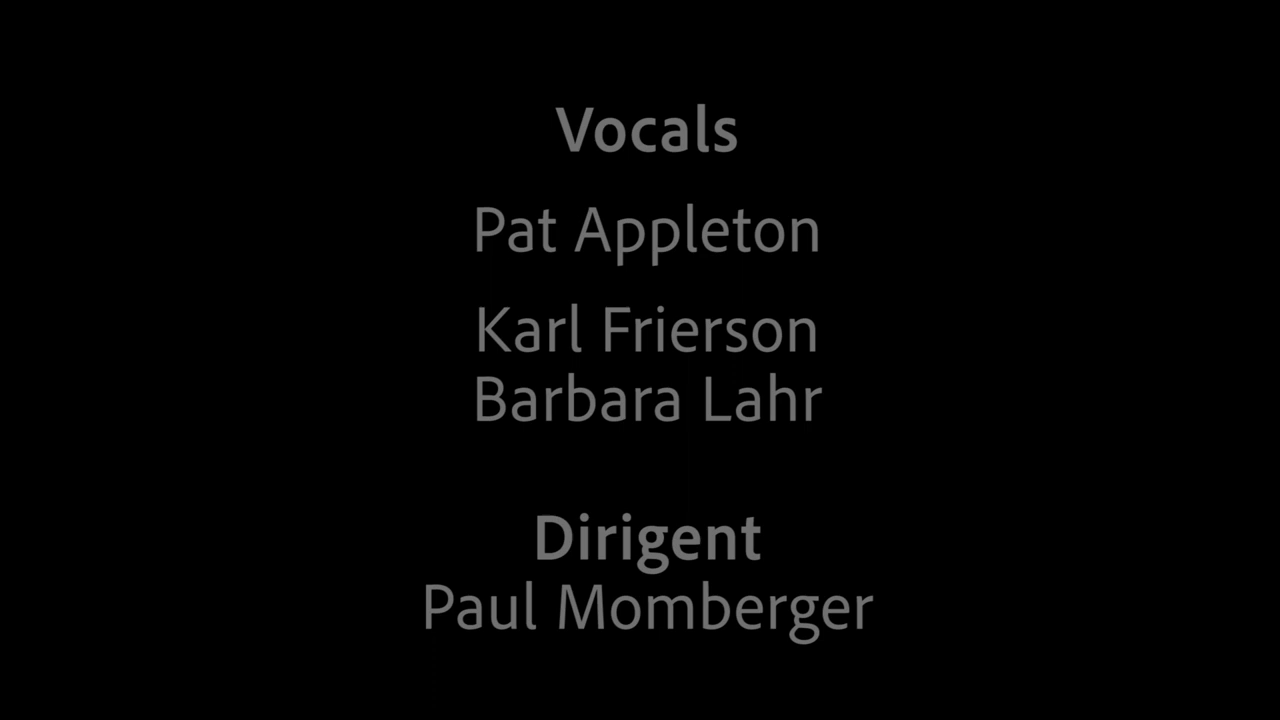 Vocals
Pat Appleton
Karl Frierson
Barbara Lahr
Dirigent
Paul Momberger